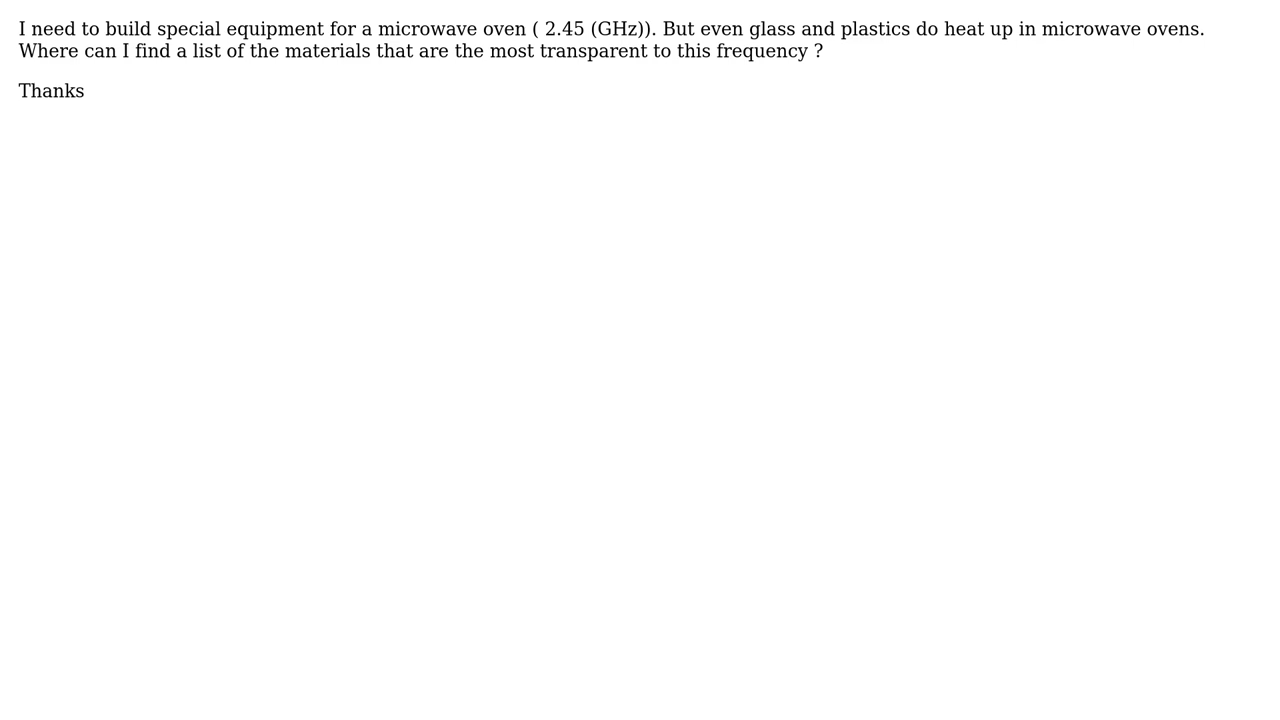 I need to build special equipment for a microwave oven ( 2.45 (GHz)). But even glass and plastics do heat up in microwave ovens.
Where can I find a list of the materials that are the most transparent to this frequency ?
Thanks